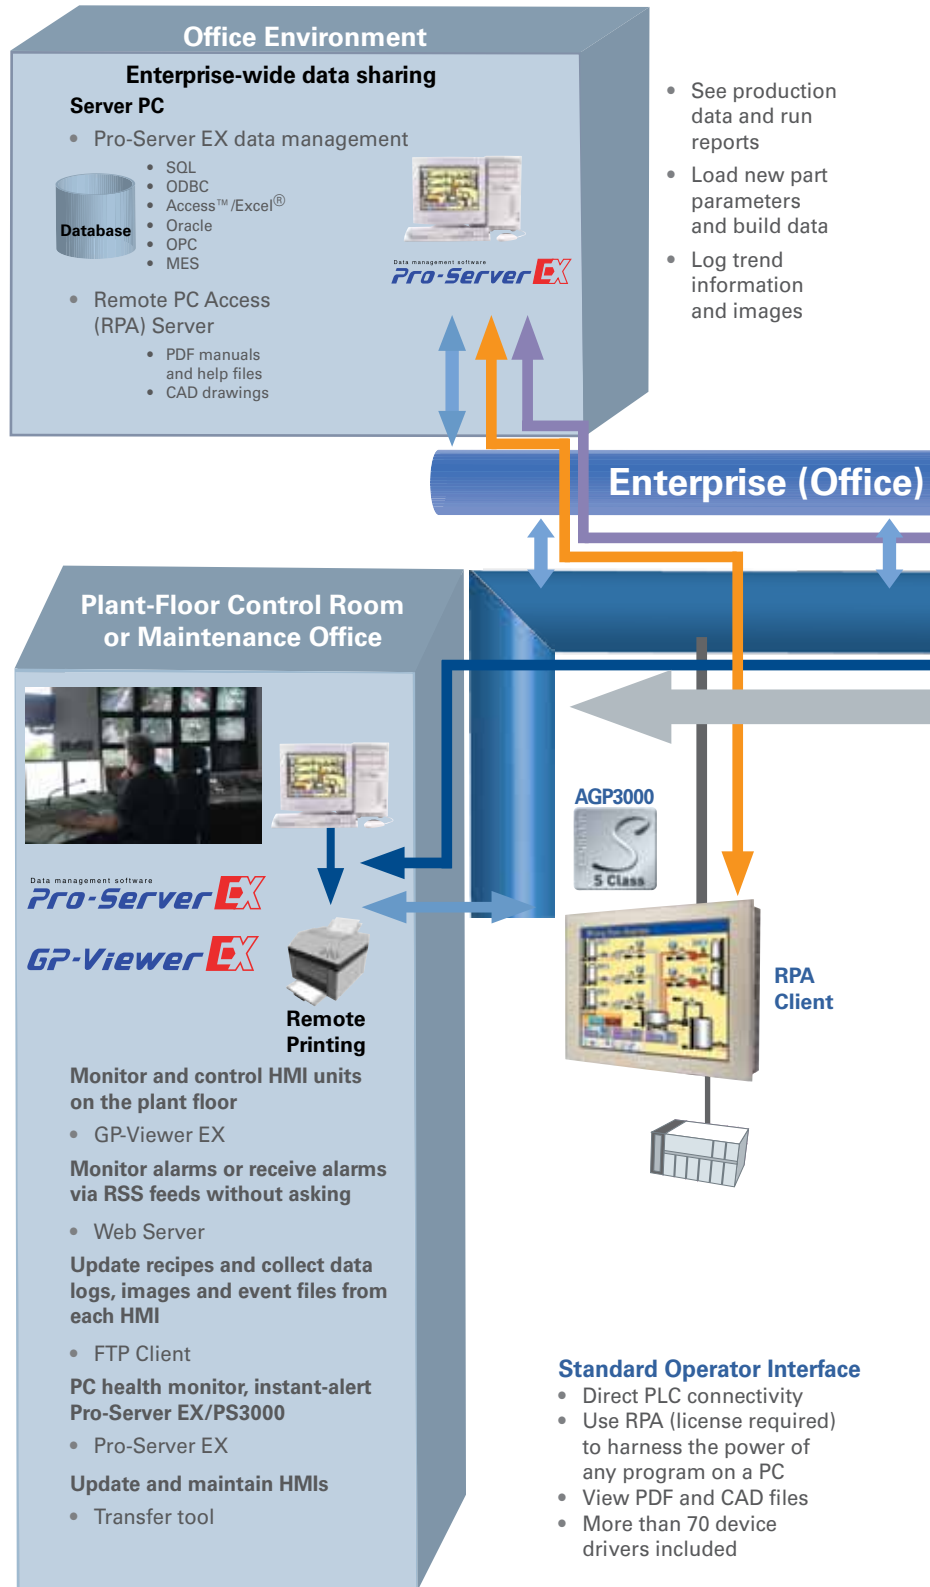 Office Environment
Enterprise-wide data sharing
Server PC
• Pro-Server EX data management
• SQL
• ODBC
• Access™/Excel®
• Oracle
• OPC
• MES
Database
Data management software
Pro-Server EX
• Remote PC Access
(RPA) Server
• PDF manuals
and help files
• CAD drawings
• See production
data and run
reports
• Load new part
parameters
and build data
• Log trend
information
and images
Enterprise (Office)
Plant-Floor Control Room
or Maintenance Office
Data management software
Pro-Server EX
GP-Viewer EX
Remote
Printing
Monitor and control HMI units
on the plant floor
• GP-Viewer EX
Monitor alarms or receive alarms
via RSS feeds without asking
• Web Server
Update recipes and collect data
logs, images and event files from
each HMI
• FTP Client
PC health monitor, instant-alert
Pro-Server EX/PS3000
• Pro-Server EX
Update and maintain HMIs
• Transfer tool
AGP3000
S
S Class
RPA
Client
Standard Operator Interface
• Direct PLC connectivity
• Use RPA (license required)
to harness the power of
any program on a PC
• View PDF and CAD files
• More than 70 device
drivers included